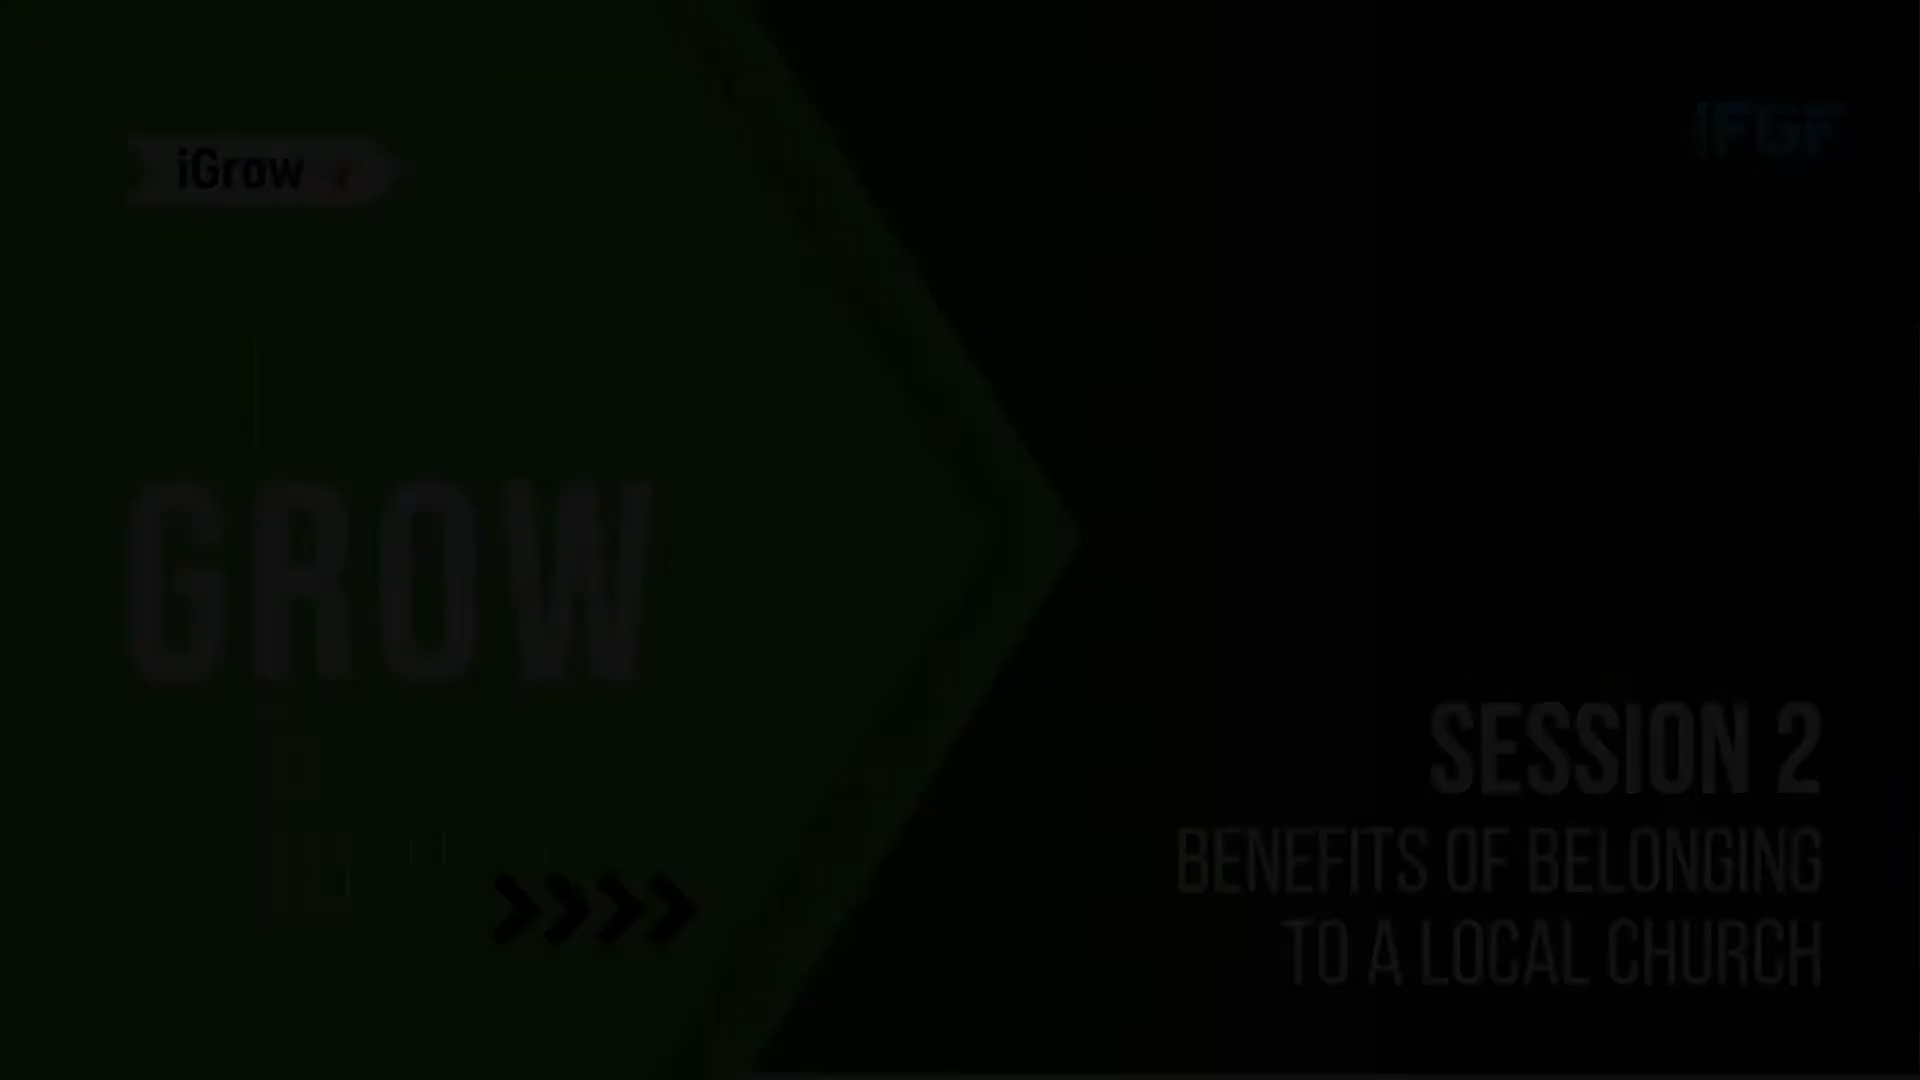 iGrow
IFGF
GROW
SESSION 2
BENEFITS OF BELONGING
TO A LOCAL CHURCH